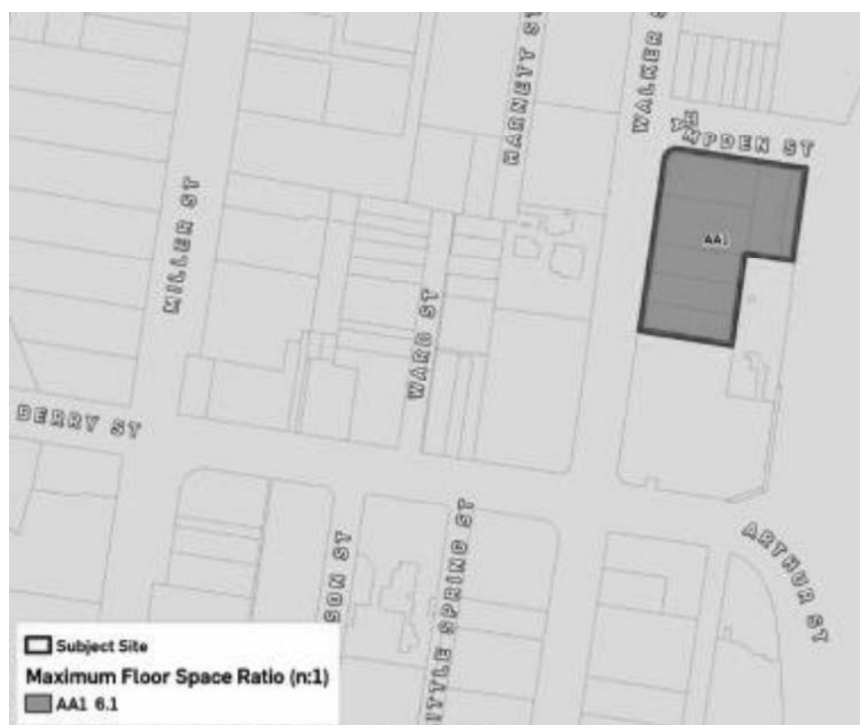 HARNETT ST
WALKER S
HAMPDEN ST
MILLER ST
AA1
WARD ST
BERRY ST
SON ST
ITTLE SPRING ST
ARTHUR ST
Subject Site
Maximum Floor Space Ratio (n:1)
AA1 6.1